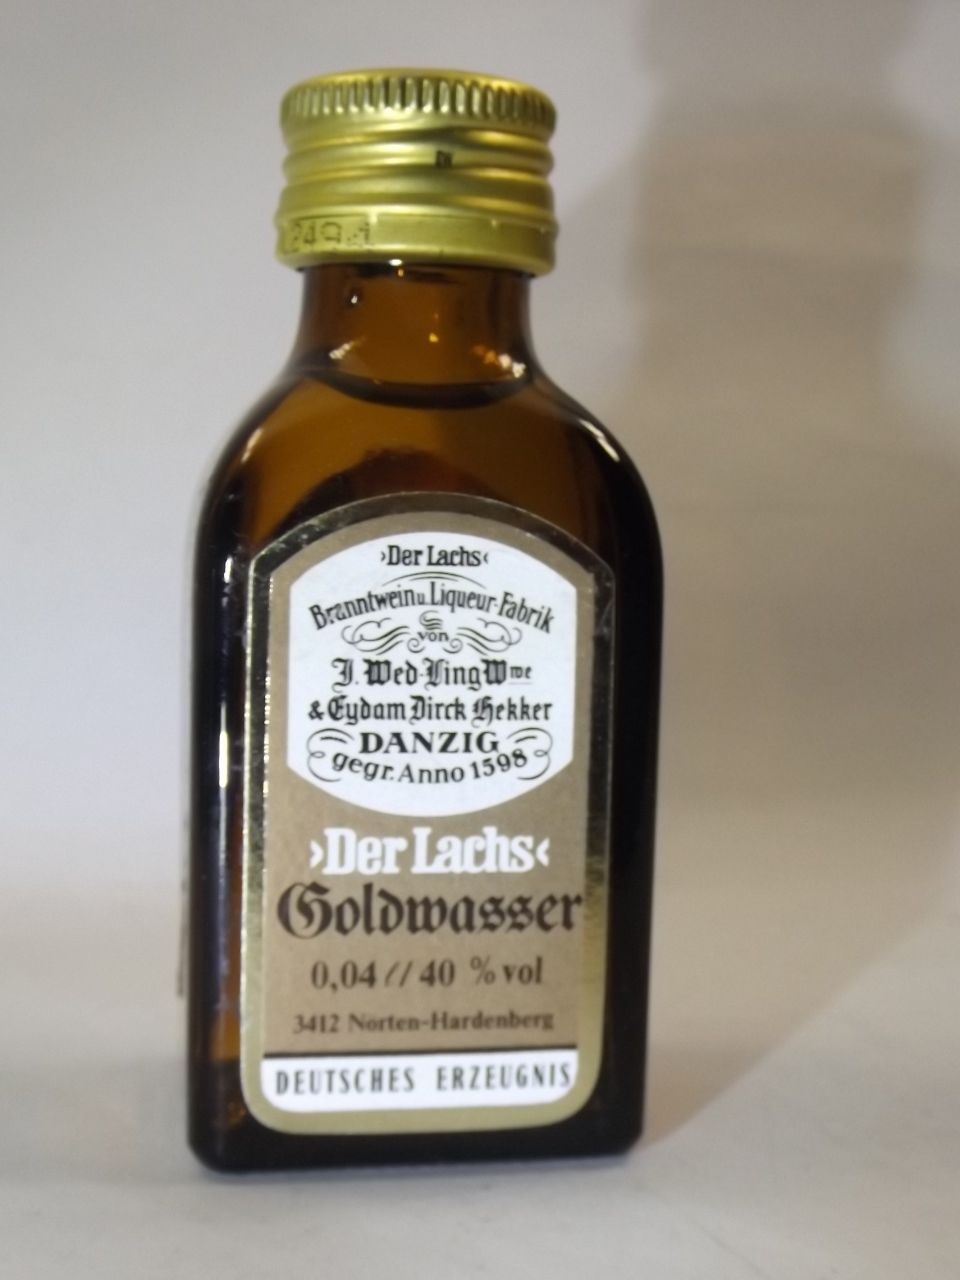 ›Der Lachs‹
Branntwein u. Liqueur-Fabrik
von
J. Wed-Ling Wwe
& Eydam Dirck Hekker
DANZIG
gegr. Anno 1598
›Der Lachs‹
Goldwasser
0,04 l / 40 % vol
3412 Nörten-Hardenberg
DEUTSCHES ERZEUGNIS